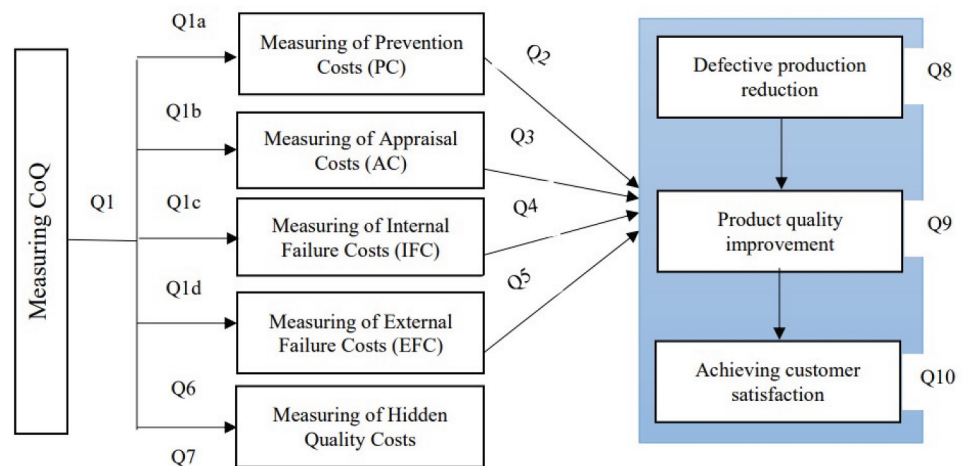 Measuring CoQ
Q1
Q1a
Q1b
Q1c
Q1d
Q6
Q7
Measuring of Prevention
Costs (PC)
Measuring of Appraisal
Costs (AC)
Measuring of Internal
Failure Costs (IFC)
Measuring of External
Failure Costs (EFC)
Measuring of Hidden
Quality Costs
Q2
Q3
Q4
Q5
Defective production
reduction
Q8
Product quality
improvement
Q9
Achieving customer
satisfaction
Q10